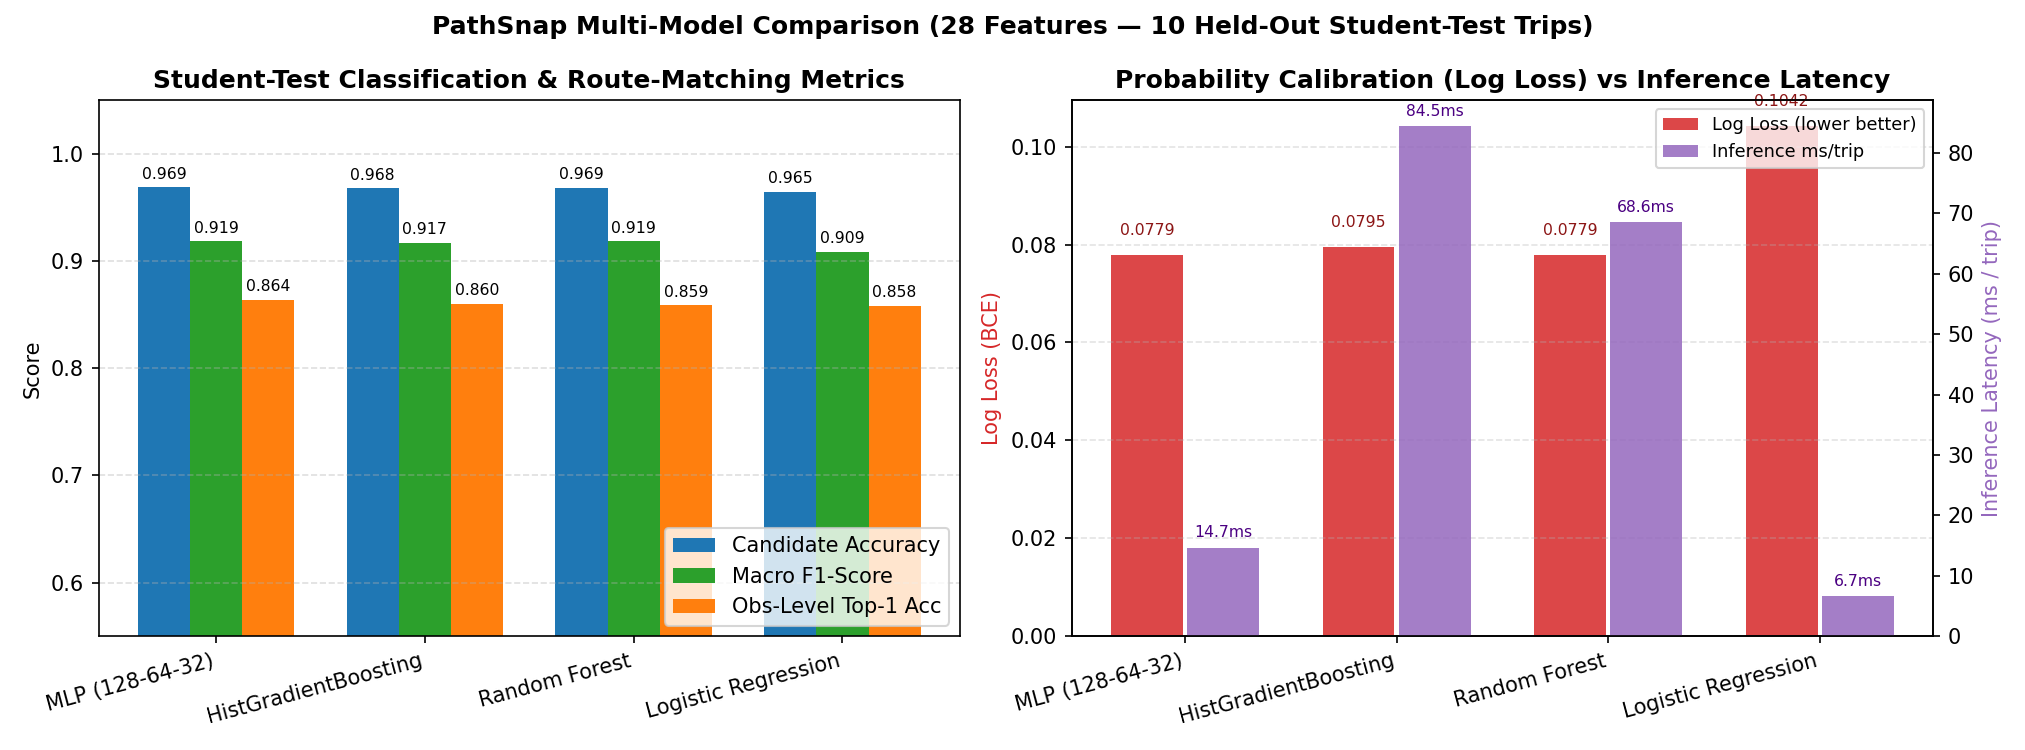 PathSnap Multi-Model Comparison (28 Features — 10 Held-Out Student-Test Trips)
Student-Test Classification & Route-Matching Metrics
Score
1.0
0.9
0.8
0.7
0.6
0.969
0.919
0.864
0.968
0.917
0.860
0.969
0.919
0.859
0.965
0.909
0.858
Candidate Accuracy
Macro F1-Score
Obs-Level Top-1 Acc
MLP (128-64-32)
HistGradientBoosting
Random Forest
Logistic Regression
Probability Calibration (Log Loss) vs Inference Latency
Log Loss (BCE)
0.10
0.08
0.06
0.04
0.02
0.00
0.0779
14.7ms
0.0795
84.5ms
0.0779
68.6ms
0.1042
6.7ms
Log Loss (lower better)
Inference ms/trip
80
70
60
50
40
30
20
10
0
Inference Latency (ms / trip)
MLP (128-64-32)
HistGradientBoosting
Random Forest
Logistic Regression